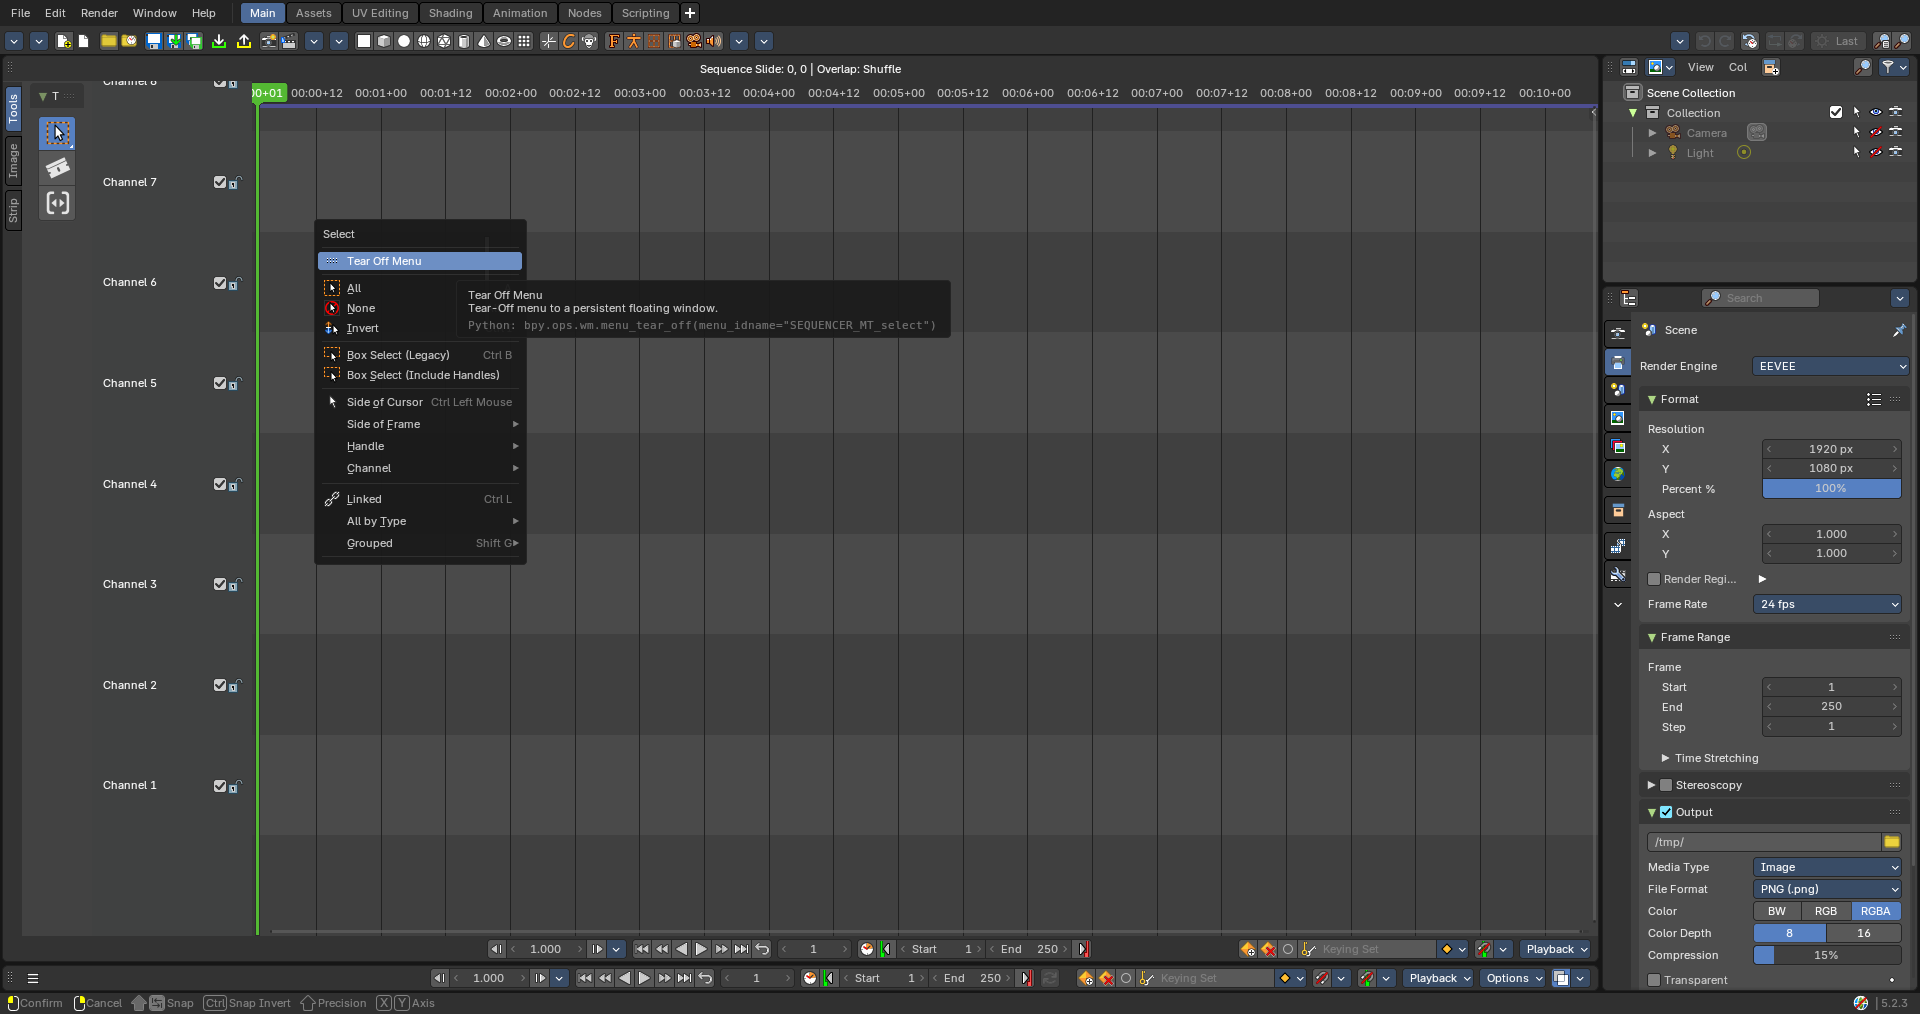 File Edit Render Window Help Main Assets UV Editing Shading Animation Nodes Scripting
Last
Sequence Slide: 0, 0 | Overlap: Shuffle
View Col
00+01 00:00+12 00:01+00 00:01+12 00:02+00 00:02+12 00:03+00 00:03+12 00:04+00 00:04+12 00:05+00 00:05+12 00:06+00 00:06+12 00:07+00 00:07+12 00:08+00 00:08+12 00:09+00 00:09+12 00:10+00
Tools
Image
Strip
T
Channel 8
Channel 7
Channel 6
Channel 5
Channel 4
Channel 3
Channel 2
Channel 1
Select
Tear Off Menu
All
None
Invert
Box Select (Legacy) Ctrl B
Box Select (Include Handles)
Side of Cursor Ctrl Left Mouse
Side of Frame
Handle
Channel
Linked Ctrl L
All by Type
Grouped Shift G
Tear Off Menu
Tear-Off menu to a persistent floating window.
Python: bpy.ops.wm.menu_tear_off(menu_idname="SEQUENCER_MT_select")
Scene Collection
Collection
Camera
Light
Search
Scene
Render Engine EEVEE
Format
Resolution
X 1920 px
Y 1080 px
Percent % 100%
Aspect
X 1.000
Y 1.000
Render Regi...
Frame Rate 24 fps
Frame Range
Frame
Start 1
End 250
Step 1
Time Stretching
Stereoscopy
Output
/tmp/
Media Type Image
File Format PNG (.png)
Color BW RGB RGBA
Color Depth 8 16
Compression 15%
Transparent
1.000 1 Start 1 End 250 Keying Set Playback
1.000 1 Start 1 End 250 Keying Set Playback Options
Confirm Cancel Snap Ctrl Snap Invert Precision X Y Axis 5.2.3